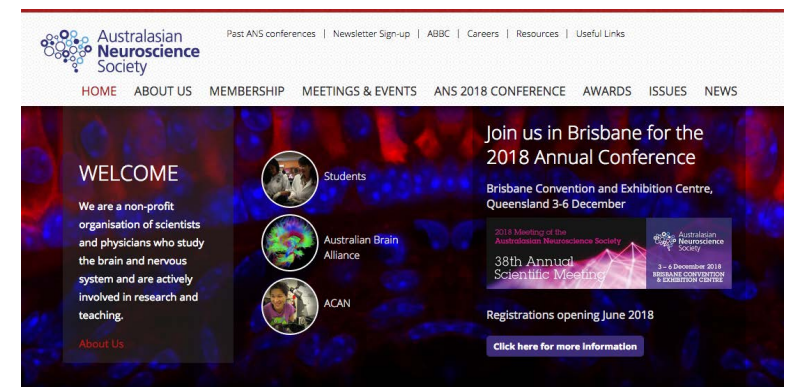 Australasian
Neuroscience
Society
Past ANS conferences | Newsletter Sign-up | ABBC | Careers | Resources | Useful Links
HOME ABOUT US MEMBERSHIP MEETINGS & EVENTS ANS 2018 CONFERENCE AWARDS ISSUES NEWS
WELCOME
We are a non-profit
organisation of scientists
and physicians who study
the brain and nervous
system and are actively
involved in research and
teaching.
About Us
Students
Australian Brain
Alliance
ACAN
Join us in Brisbane for the
2018 Annual Conference
Brisbane Convention and Exhibition Centre,
Queensland 3-6 December
2018 Meeting of the
Australasian Neuroscience Society
38th Annual
Scientific Meeting
Australasian
Neuroscience
Society
3 – 6 December 2018
BRISBANE CONVENTION
& EXHIBITION CENTRE
Registrations opening June 2018
Click here for more information